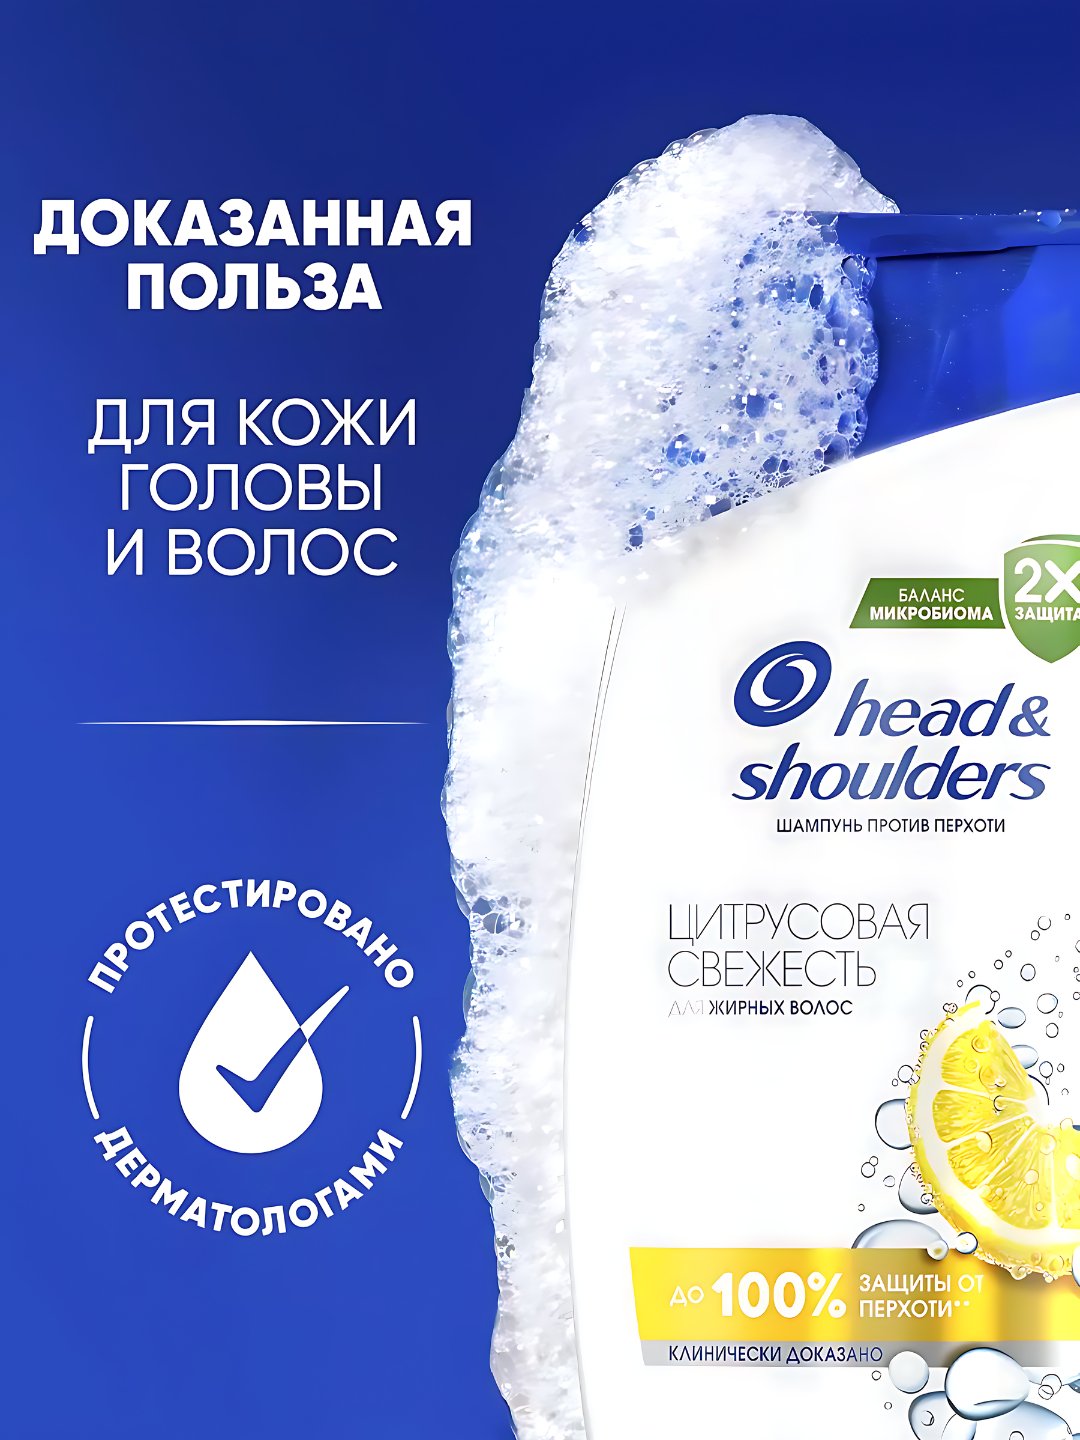 ДОКАЗАННАЯ
ПОЛЬЗА
ДЛЯ КОЖИ
ГОЛОВЫ
И ВОЛОС
ПРОТЕСТИРОВАНО
ДЕРМАТОЛОГАМИ
БАЛАНС
МИКРОБИОМА
2X
ЗАЩИТА
head &
shoulders
ШАМПУНЬ ПРОТИВ ПЕРХОТИ
ЦИТРУСОВАЯ
СВЕЖЕСТЬ
ДЛЯ ЖИРНЫХ ВОЛОС
ДО 100% ЗАЩИТЫ ОТ
ПЕРХОТИ**
КЛИНИЧЕСКИ ДОКАЗАНО